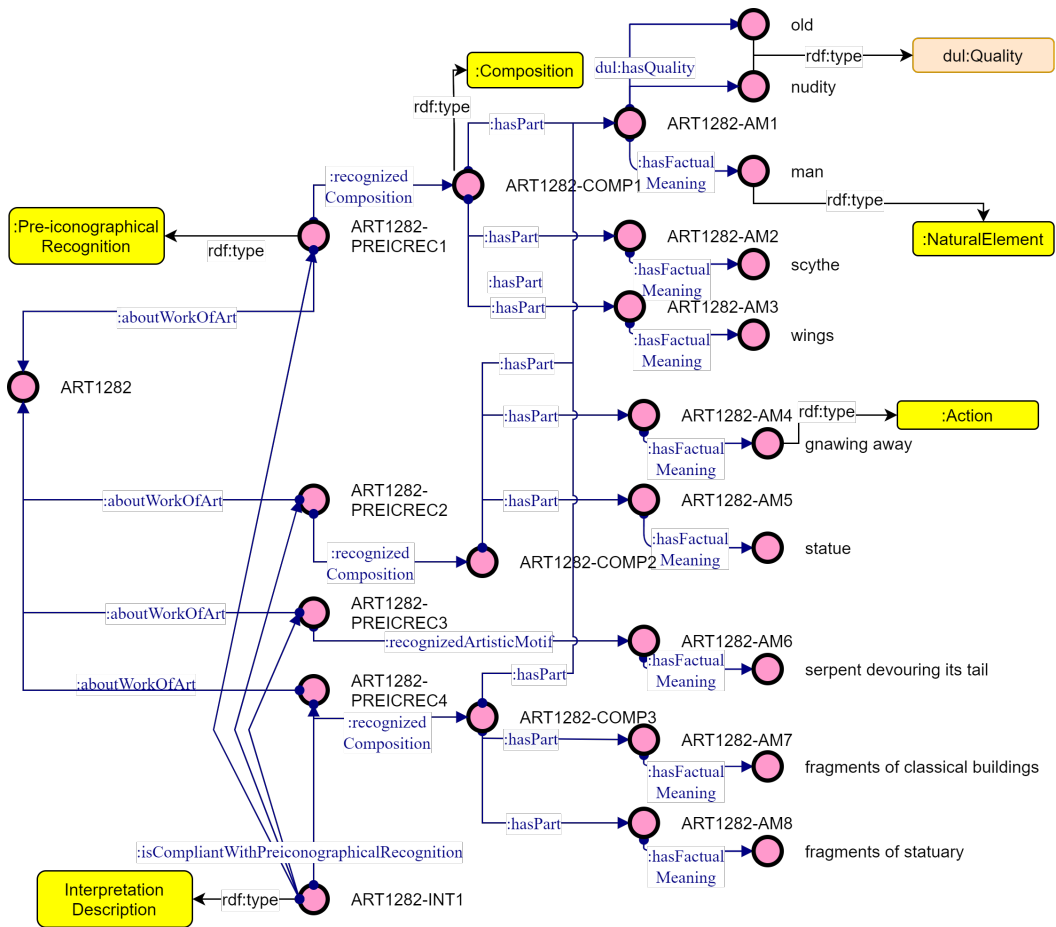 old
:Composition
rdf:type
dul:Quality
dul:hasQuality
nudity
rdf:type
:hasPart
ART1282-AM1
:hasFactual
Meaning
man
:recognized
Composition
ART1282-COMP1
rdf:type
:Pre-iconographical
Recognition
rdf:type
ART1282-
PREICREC1
:hasPart
ART1282-AM2
:NaturalElement
:hasFactual
Meaning
scythe
:hasPart
:hasPart
ART1282-AM3
:aboutWorkOfArt
:hasFactual
Meaning
wings
:hasPart
ART1282
:hasPart
ART1282-AM4
rdf:type
:Action
:hasFactual
Meaning
gnawing away
:aboutWorkOfArt
ART1282-
PREICREC2
:hasPart
ART1282-AM5
:hasFactual
Meaning
statue
:recognized
Composition
ART1282-COMP2
:aboutWorkOfArt
ART1282-
PREICREC3
:recognizedArtisticMotif
ART1282-AM6
:hasFactual
Meaning
serpent devouring its tail
:hasPart
:aboutWorkOfArt
ART1282-
PREICREC4
:recognized
Composition
ART1282-COMP3
:hasPart
ART1282-AM7
:hasFactual
Meaning
fragments of classical buildings
:hasPart
ART1282-AM8
:hasFactual
Meaning
fragments of statuary
:isCompliantWithPreiconographicalRecognition
Interpretation
Description
rdf:type
ART1282-INT1